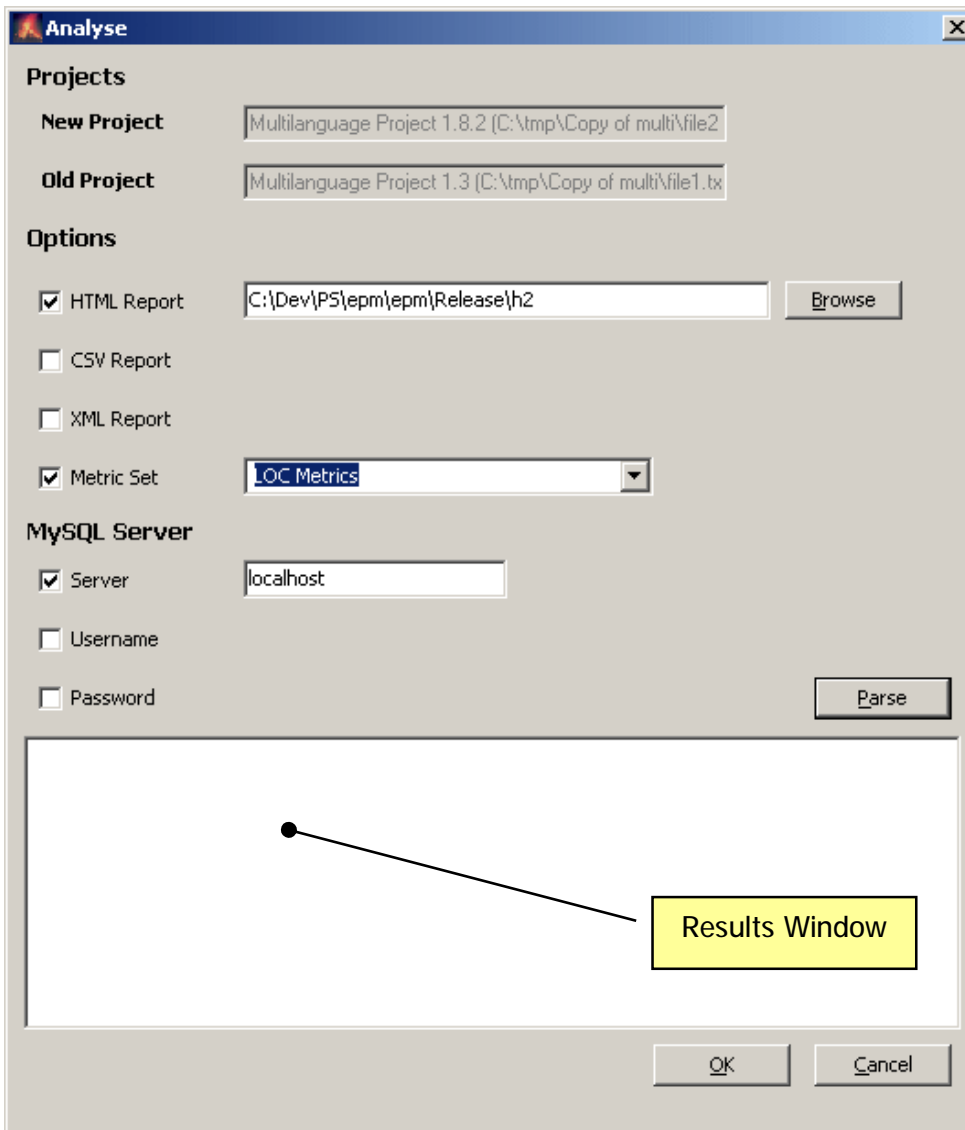 Analyse
Projects
New Project Multilanguage Project 1.8.2 (C:\tmp\Copy of multi\file2
Old Project Multilanguage Project 1.3 (C:\tmp\Copy of multi\file1.tx
Options
HTML Report C:\Dev\PS\epm\epm\Release\h2 Browse
CSV Report
XML Report
Metric Set LOC Metrics
MySQL Server
Server localhost
Username
Password Parse
Results Window
OK Cancel